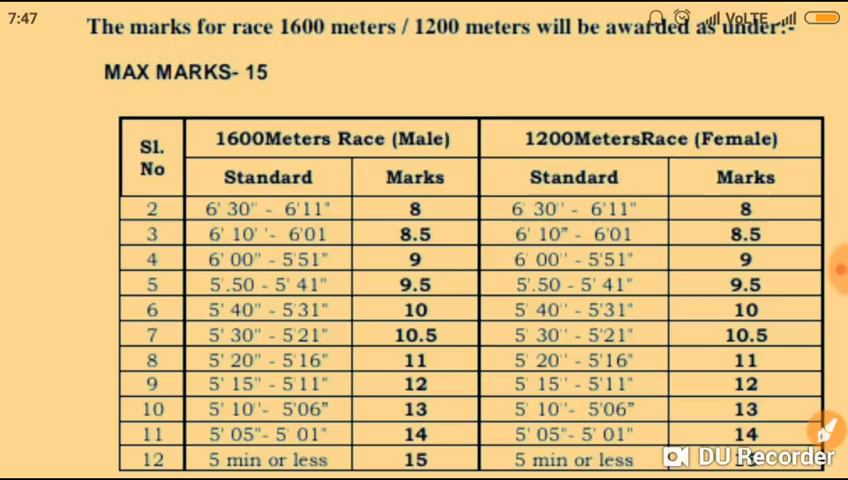 7:47 VoLTE
The marks for race 1600 meters / 1200 meters will be awarded as under:-
MAX MARKS- 15
Sl. No 1600Meters Race (Male) 1200MetersRace (Female)
Standard Marks Standard Marks
2 6' 30" - 6'11" 8 6' 30'' - 6'11" 8
3 6' 10' '- 6'01 8.5 6' 10" - 6'01 8.5
4 6' 00" - 5'51" 9 6' 00'' - 5'51" 9
5 5'.50 - 5' 41" 9.5 5'.50 - 5' 41" 9.5
6 5' 40" - 5'31" 10 5' 40'' - 5'31" 10
7 5' 30" - 5'21" 10.5 5' 30'' - 5'21" 10.5
8 5' 20" - 5'16" 11 5' 20'' - 5'16" 11
9 5' 15" - 5'11" 12 5' 15'' - 5'11" 12
10 5' 10''- 5'06" 13 5' 10''- 5'06" 13
11 5' 05"- 5' 01" 14 5' 05"- 5' 01" 14
12 5 min or less 15 5 min or less
DU Recorder